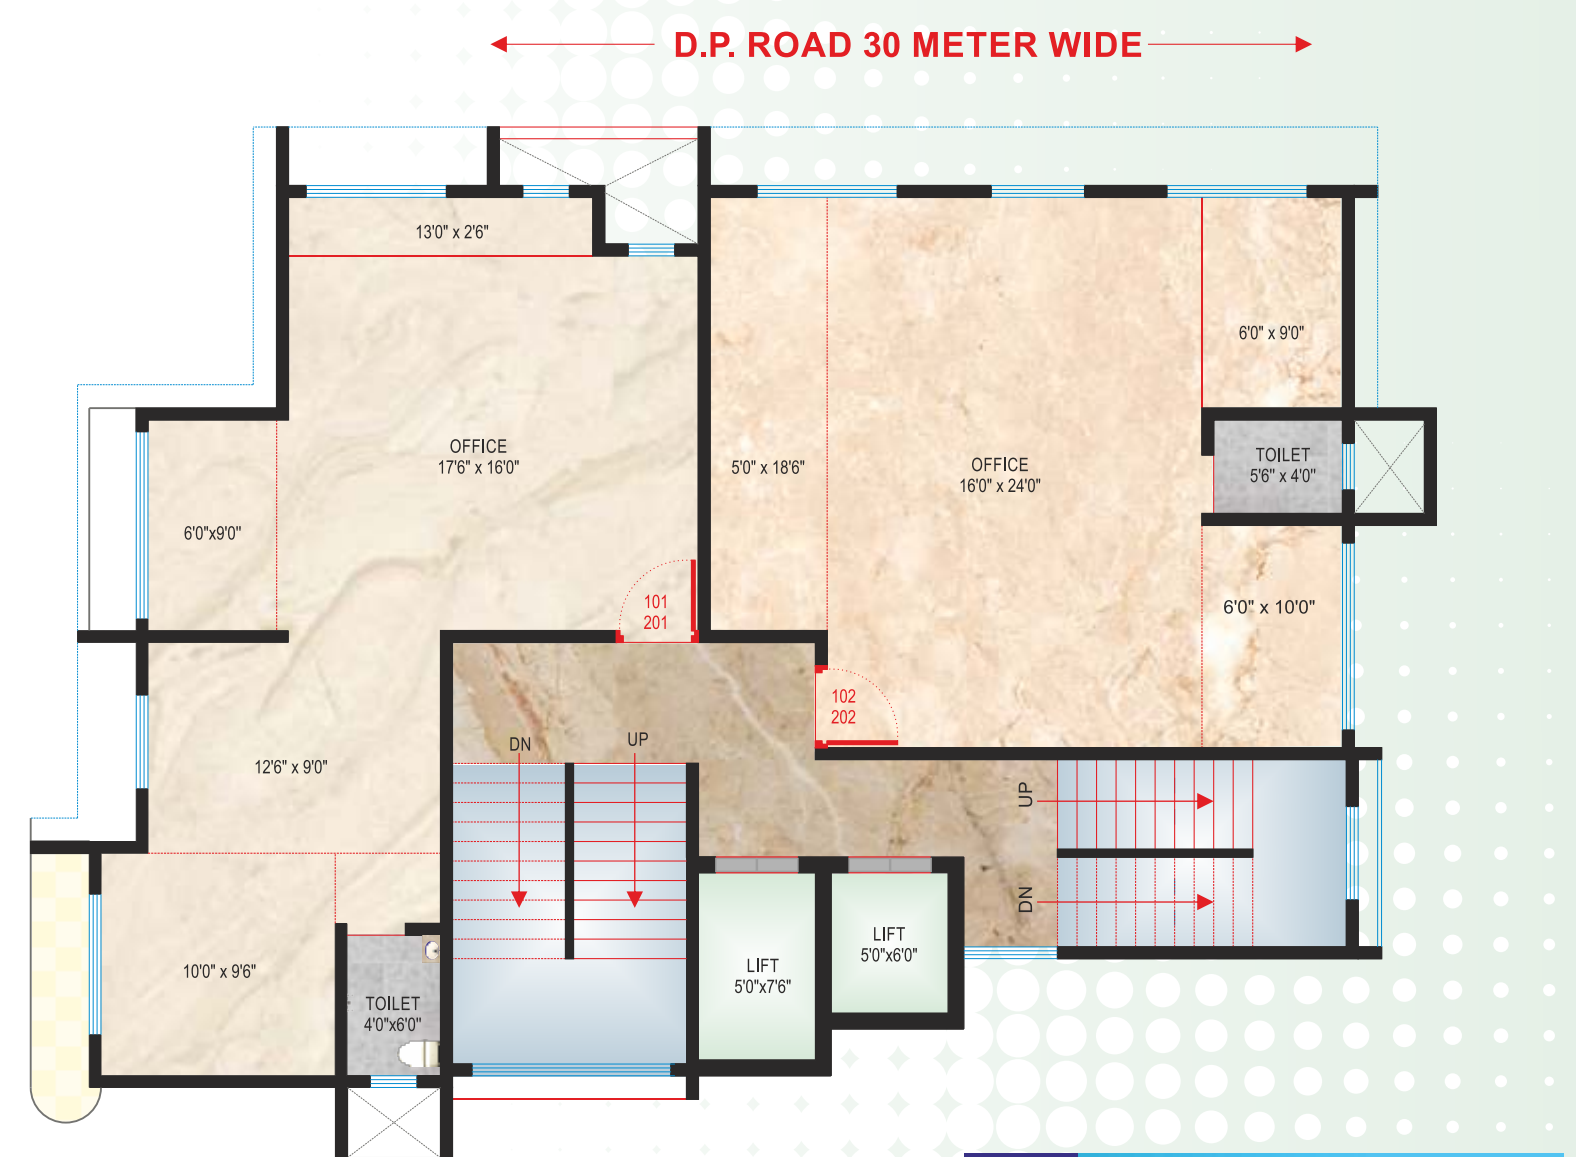 D.P. ROAD 30 METER WIDE
13'0" x 2'6"
6'0" x 9'0"
OFFICE
17'6" x 16'0"
5'0" x 18'6"
OFFICE
16'0" x 24'0"
TOILET
5'6" x 4'0"
6'0"x9'0"
101
201
6'0" x 10'0"
102
202
DN
UP
12'6" x 9'0"
UP
DN
LIFT
5'0"x6'0"
LIFT
5'0"x7'6"
10'0" x 9'6"
TOILET
4'0"x6'0"